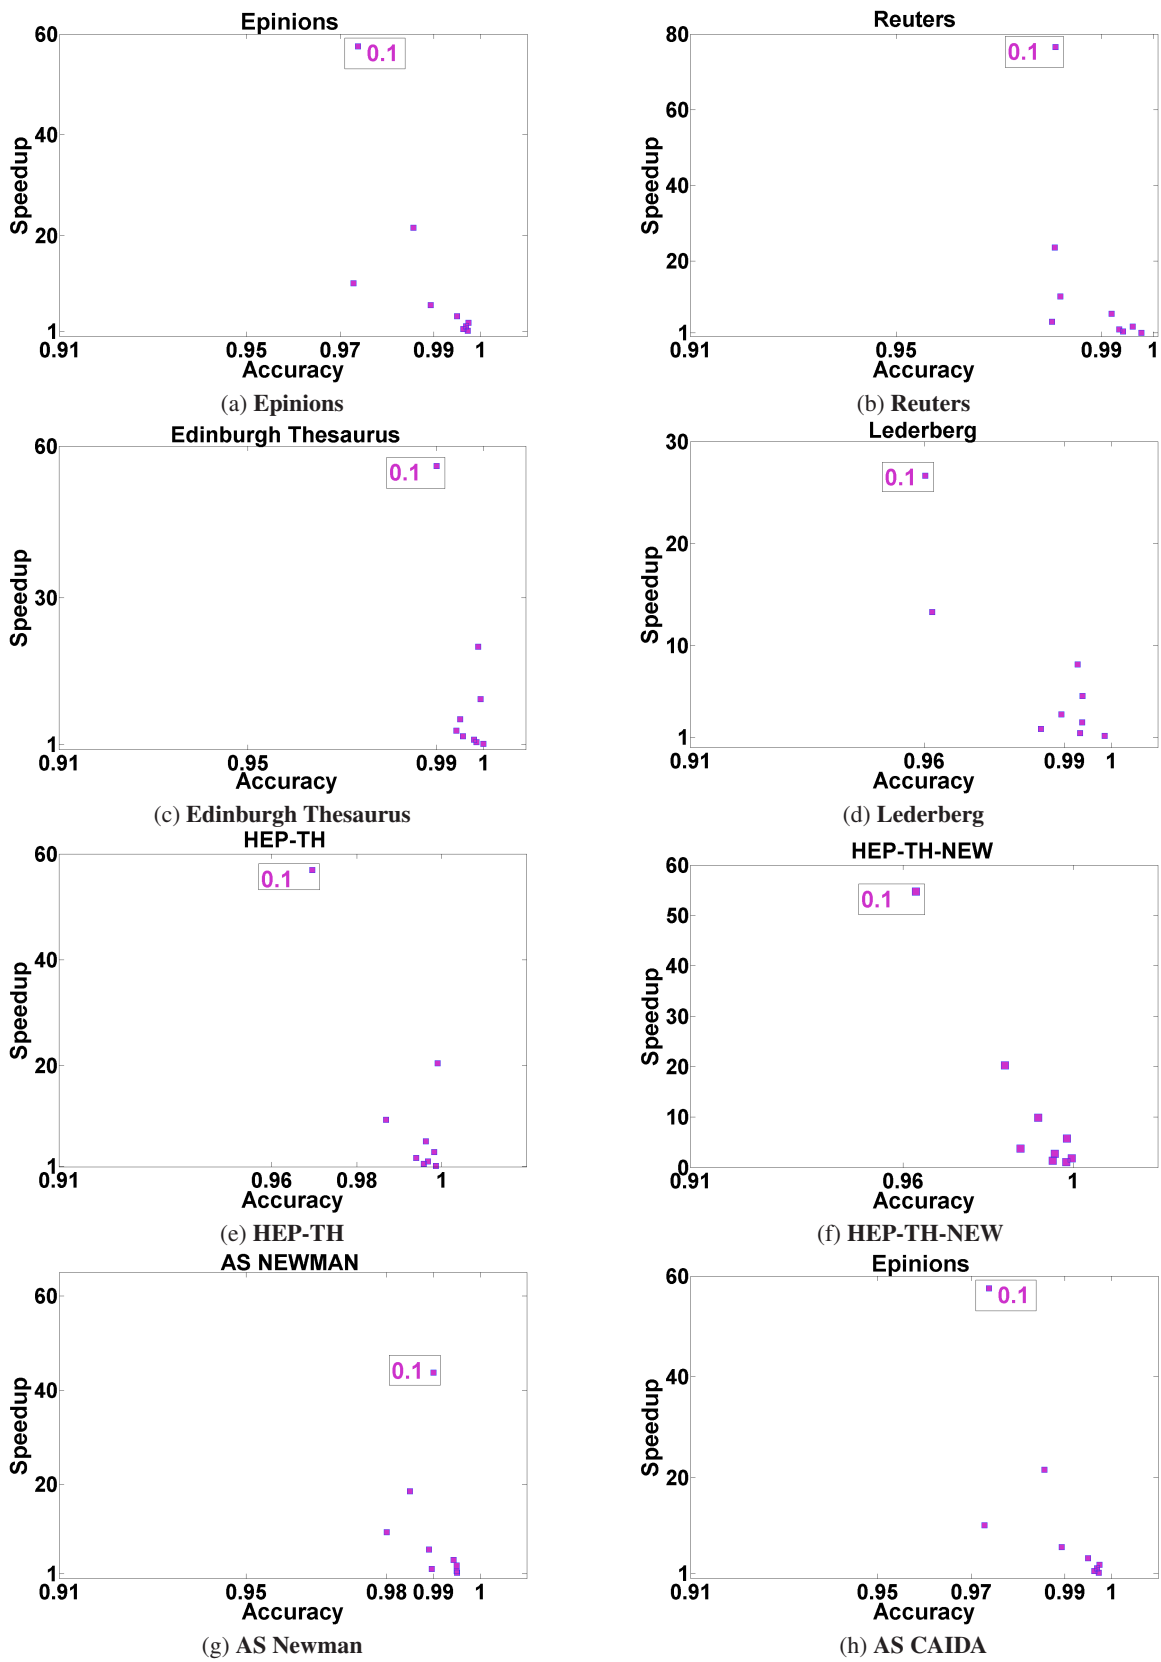 Epinions
60
40
20
1
Speedup
0.1
0.91 0.95 0.97 0.99 1
Accuracy
(a) Epinions
Reuters
80
60
40
20
1
Speedup
0.1
0.91 0.95 0.99 1
Accuracy
(b) Reuters
Edinburgh Thesaurus
60
30
1
Speedup
0.1
0.91 0.95 0.99 1
Accuracy
(c) Edinburgh Thesaurus
Lederberg
30
20
10
1
Speedup
0.1
0.91 0.96 0.99 1
Accuracy
(d) Lederberg
HEP-TH
60
40
20
1
Speedup
0.1
0.91 0.96 0.98 1
Accuracy
(e) HEP-TH
HEP-TH-NEW
60
50
40
30
20
10
0
Speedup
0.1
0.91 0.96 1
Accuracy
(f) HEP-TH-NEW
AS NEWMAN
60
40
20
1
Speedup
0.1
0.91 0.95 0.98 0.99 1
Accuracy
(g) AS Newman
Epinions
60
40
20
1
Speedup
0.1
0.91 0.95 0.97 0.99 1
Accuracy
(h) AS CAIDA